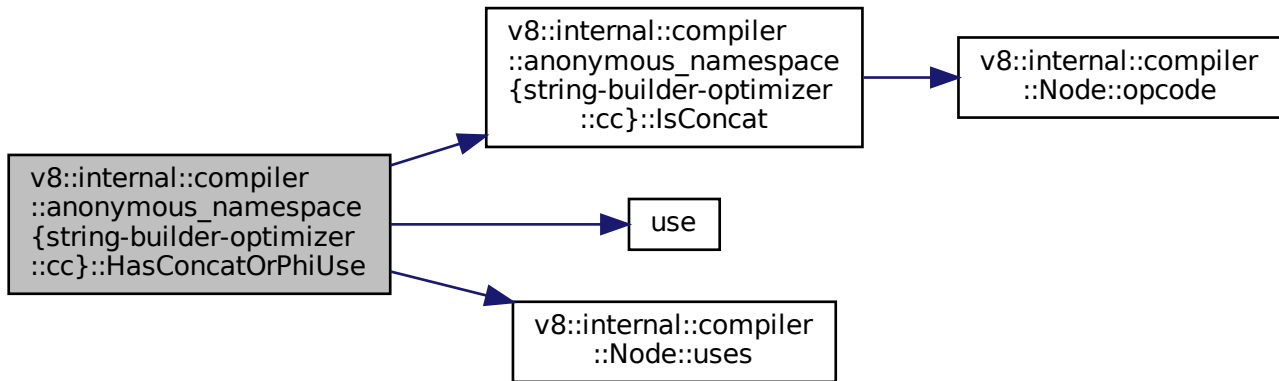 v8::internal::compiler
::anonymous_namespace
{string-builder-optimizer
::cc}::HasConcatOrPhiUse
v8::internal::compiler
::anonymous_namespace
{string-builder-optimizer
::cc}::IsConcat
v8::internal::compiler
::Node::opcode
use
v8::internal::compiler
::Node::uses